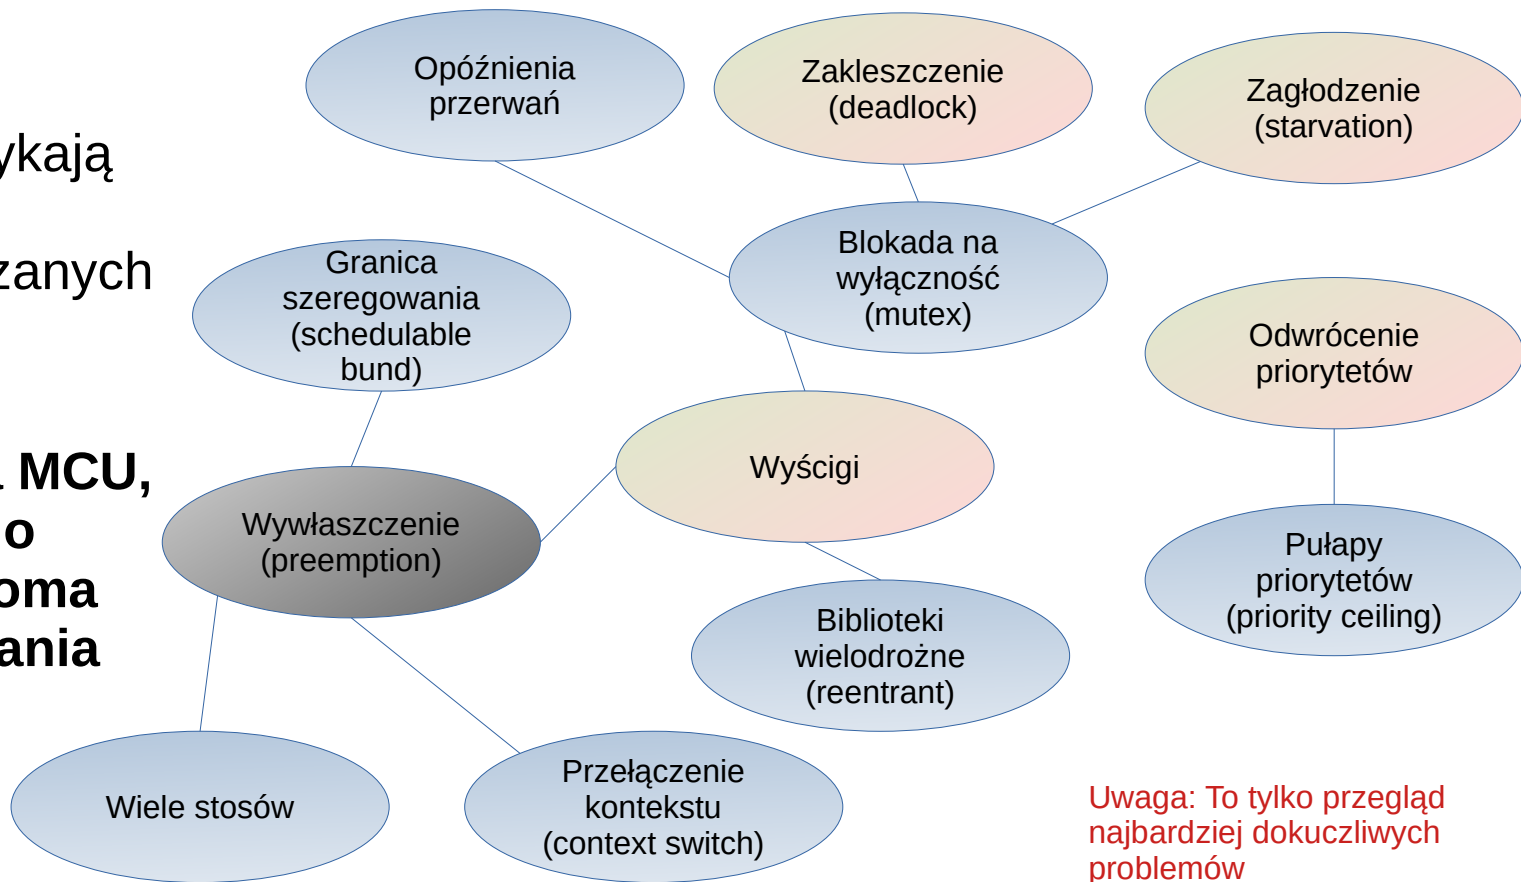 Opóźnienia
przerwań
Zakleszczenie
(deadlock)
Zagłodzenie
(starvation)
ykają
zanych
Granica
szeregowania
(schedulable
bund)
Blokada na
wyłączność
(mutex)
Odwrócenie
priorytetów
MCU,
o
oma
ania
Wywłaszczenie
(preemption)
Wyścigi
Pułapy
priorytetów
(priority ceiling)
Biblioteki
wielodrożne
(reentrant)
Wiele stosów
Przełączenie
kontekstu
(context switch)
Uwaga: To tylko przegląd
najbardziej dokuczliwych
problemów